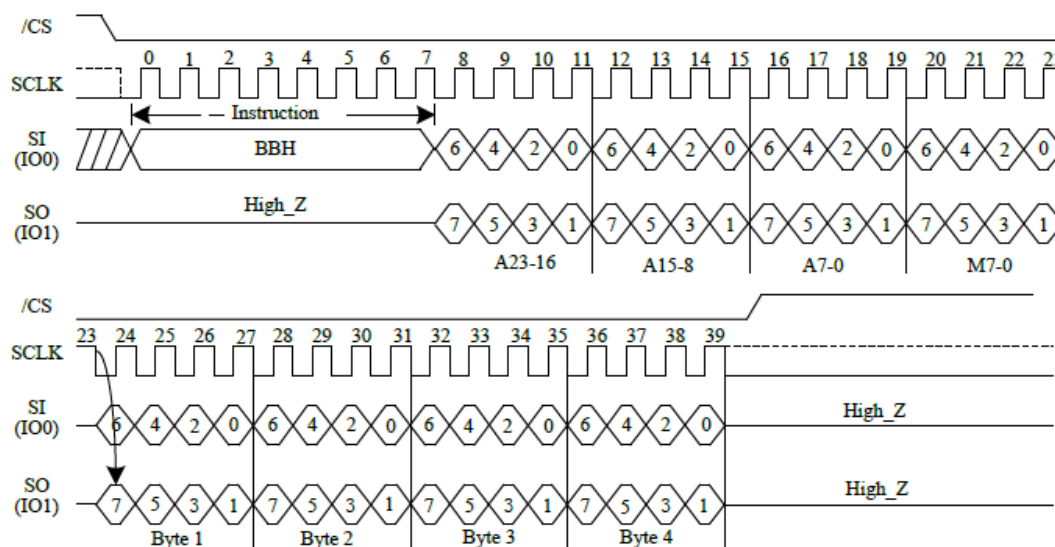 /CS
0 1 2 3 4 5 6 7 8 9 10 11 12 13 14 15 16 17 18 19 20 21 22 2
SCLK
Instruction
SI
(IO0)
BBH 6 4 2 0 6 4 2 0 6 4 2 0 6 4 2 0
High_Z
SO
(IO1)
7 5 3 1 7 5 3 1 7 5 3 1 7 5 3 1
A23-16 A15-8 A7-0 M7-0
/CS
23 24 25 26 27 28 29 30 31 32 33 34 35 36 37 38 39
SCLK
SI
(IO0)
6 4 2 0 6 4 2 0 6 4 2 0 6 4 2 0 High_Z
SO
(IO1)
7 5 3 1 7 5 3 1 7 5 3 1 7 5 3 1 High_Z
Byte 1 Byte 2 Byte 3 Byte 4